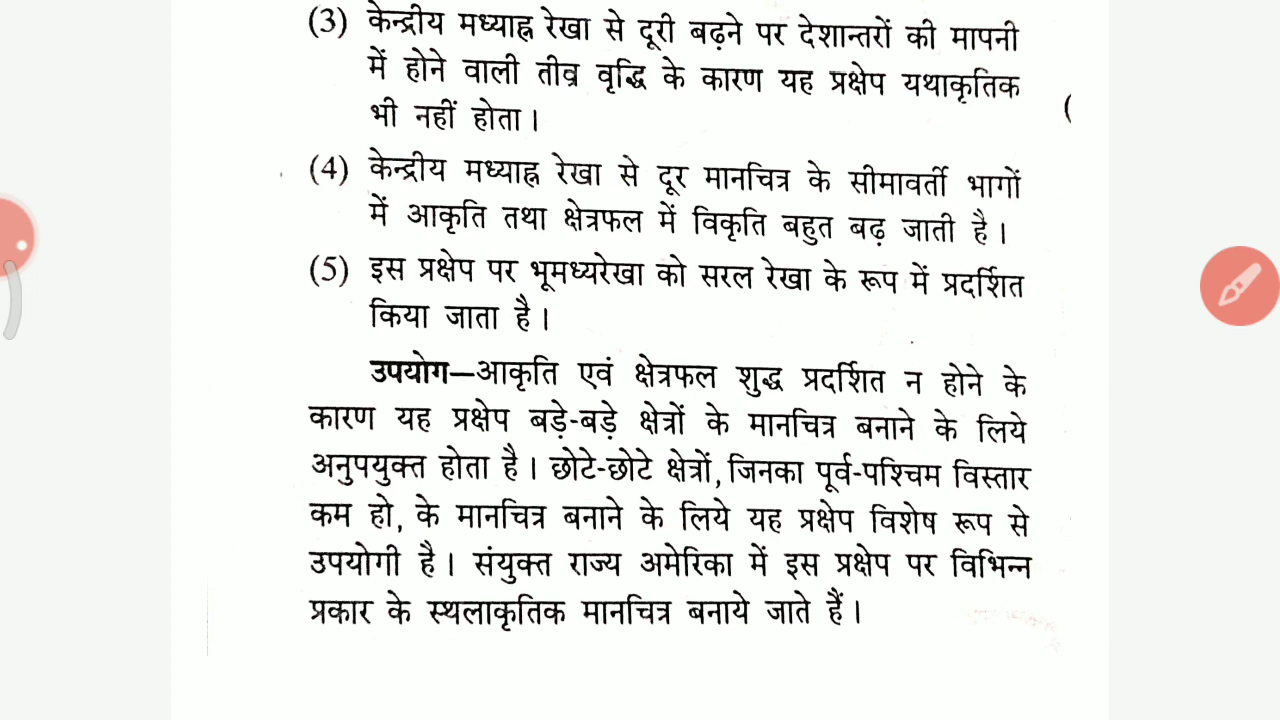 (3) केन्द्रीय मध्याह्न रेखा से दूरी बढ़ने पर देशान्तरों की मापनी
में होने वाली तीव्र वृद्धि के कारण यह प्रक्षेप यथाकृतिक
भी नहीं होता।
(4) केन्द्रीय मध्याह्न रेखा से दूर मानचित्र के सीमावर्ती भागों
में आकृति तथा क्षेत्रफल में विकृति बहुत बढ़ जाती है।
(5) इस प्रक्षेप पर भूमध्यरेखा को सरल रेखा के रूप में प्रदर्शित
किया जाता है।
उपयोग—आकृति एवं क्षेत्रफल शुद्ध प्रदर्शित न होने के
कारण यह प्रक्षेप बड़े-बड़े क्षेत्रों के मानचित्र बनाने के लिये
अनुपयुक्त होता है। छोटे-छोटे क्षेत्रों, जिनका पूर्व-पश्चिम विस्तार
कम हो, के मानचित्र बनाने के लिये यह प्रक्षेप विशेष रूप से
उपयोगी है। संयुक्त राज्य अमेरिका में इस प्रक्षेप पर विभिन्न
प्रकार के स्थलाकृतिक मानचित्र बनाये जाते हैं।